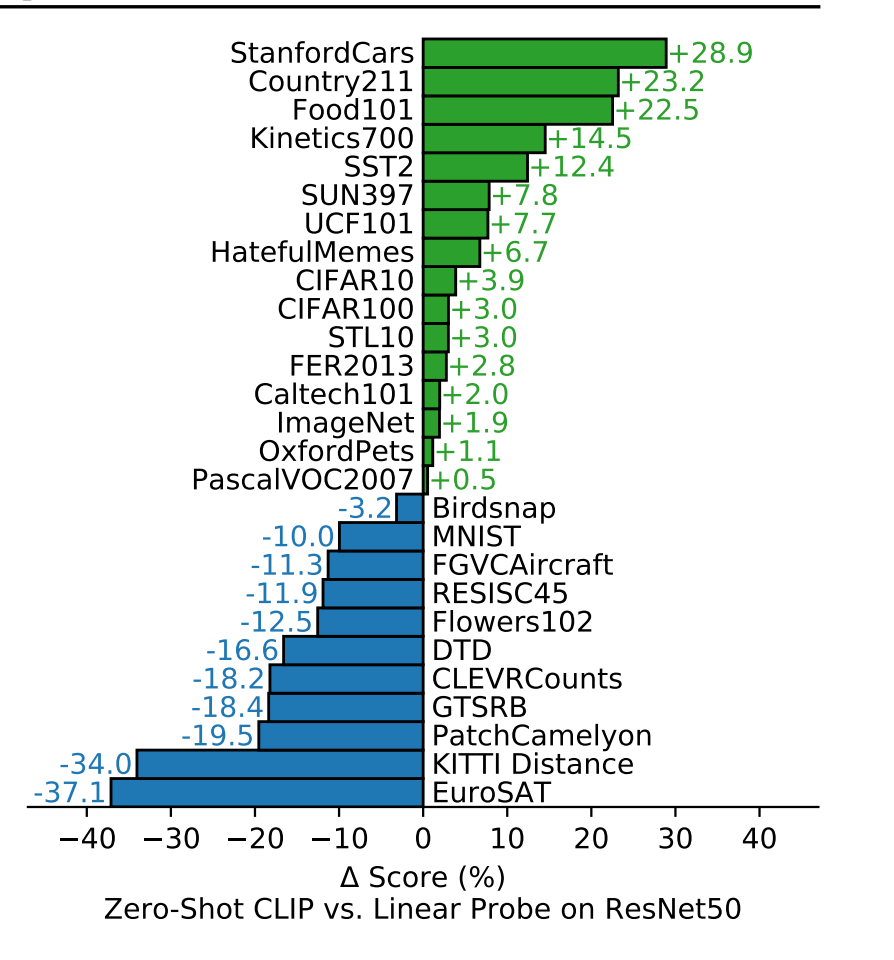 StanfordCars +28.9
Country211 +23.2
Food101 +22.5
Kinetics700 +14.5
SST2 +12.4
SUN397 +7.8
UCF101 +7.7
HatefulMemes +6.7
CIFAR10 +3.9
CIFAR100 +3.0
STL10 +3.0
FER2013 +2.8
Caltech101 +2.0
ImageNet +1.9
OxfordPets +1.1
PascalVOC2007 +0.5
-3.2 Birdsnap
-10.0 MNIST
-11.3 FGVCAircraft
-11.9 RESISC45
-12.5 Flowers102
-16.6 DTD
-18.2 CLEVRCounts
-18.4 GTSRB
-19.5 PatchCamelyon
-34.0 KITTI Distance
-37.1 EuroSAT
−40 −30 −20 −10 0 10 20 30 40
Δ Score (%)
Zero-Shot CLIP vs. Linear Probe on ResNet50